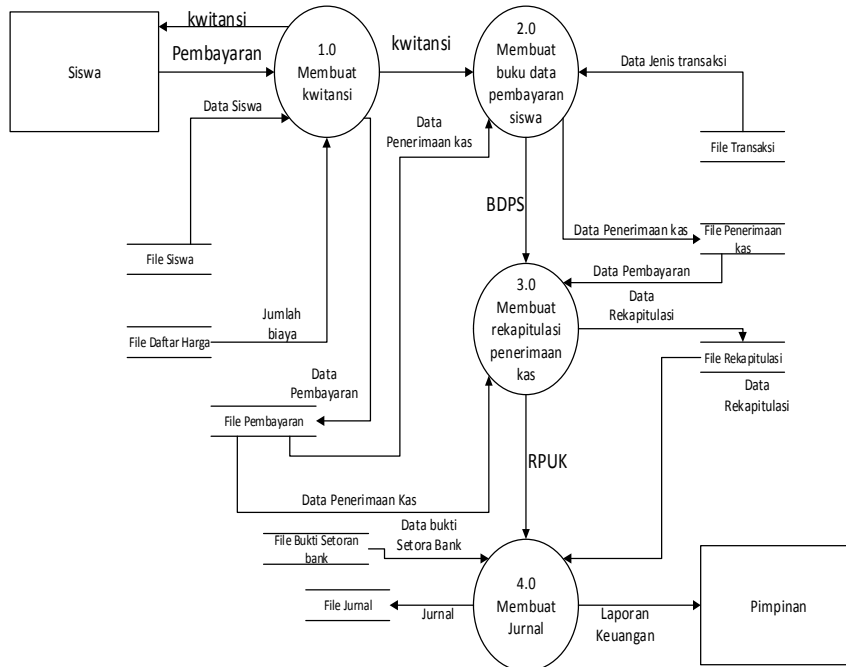 kwitansi
Pembayaran
Siswa
1.0
Membuat
kwitansi
kwitansi
2.0
Membuat
buku data
pembayaran
siswa
Data Jenis transaksi
File Transaksi
Data Siswa
Data
Penerimaan kas
File Siswa
BDPS
Data Penerimaan kas
File Penerimaan
kas
Data Pembayaran
Jumlah
biaya
File Daftar Harga
3.0
Membuat
rekapitulasi
penerimaan
kas
Data
Rekapitulasi
File Rekapitulasi
Data
Rekapitulasi
Data
Pembayaran
File Pembayaran
Data Penerimaan Kas
RPUK
File Bukti Setoran
bank
Data bukti
Setora Bank
File Jurnal
Jurnal
4.0
Membuat
Jurnal
Laporan
Keuangan
Pimpinan